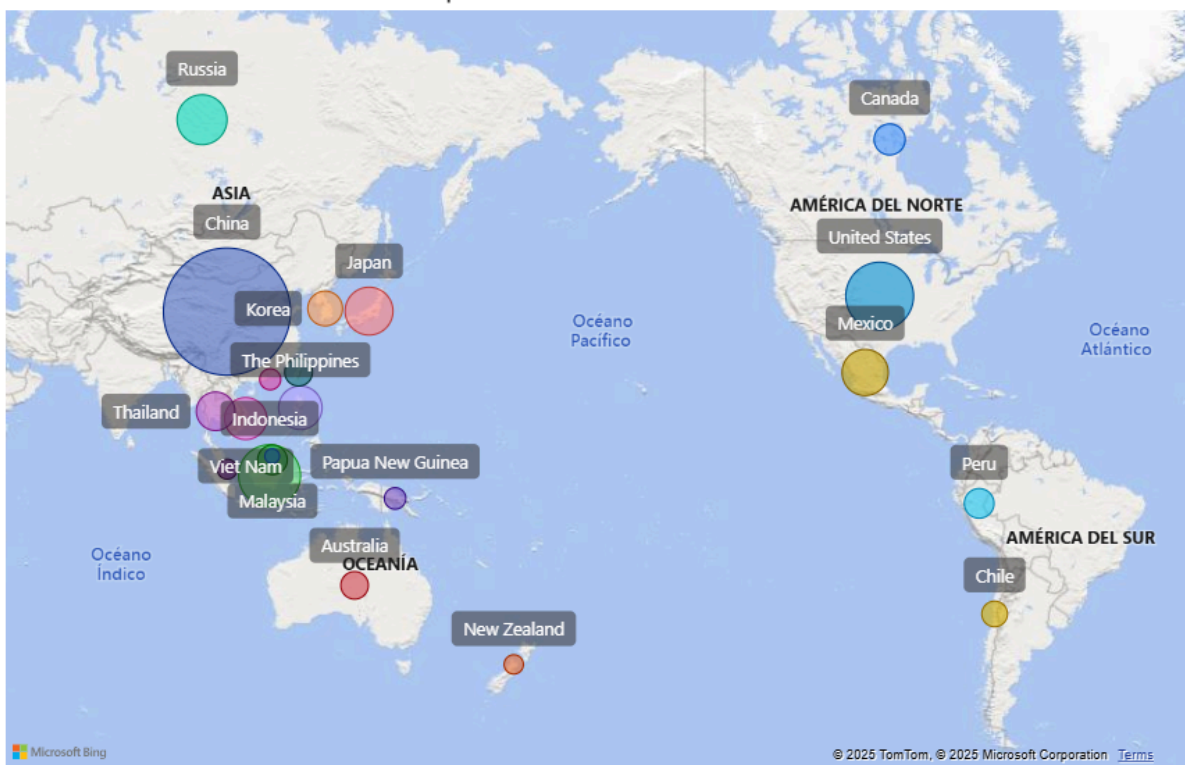 Russia
Canada
ASIA
AMÉRICA DEL NORTE
China
United States
Japan
Korea
Océano
Pacífico
Mexico
Océano
Atlántico
The Philippines
Thailand
Indonesia
Viet Nam
Papua New Guinea
Peru
Malaysia
AMÉRICA DEL SUR
Australia
OCEANÍA
Océano
Índico
Chile
New Zealand
Microsoft Bing
© 2025 TomTom, © 2025 Microsoft Corporation Terms